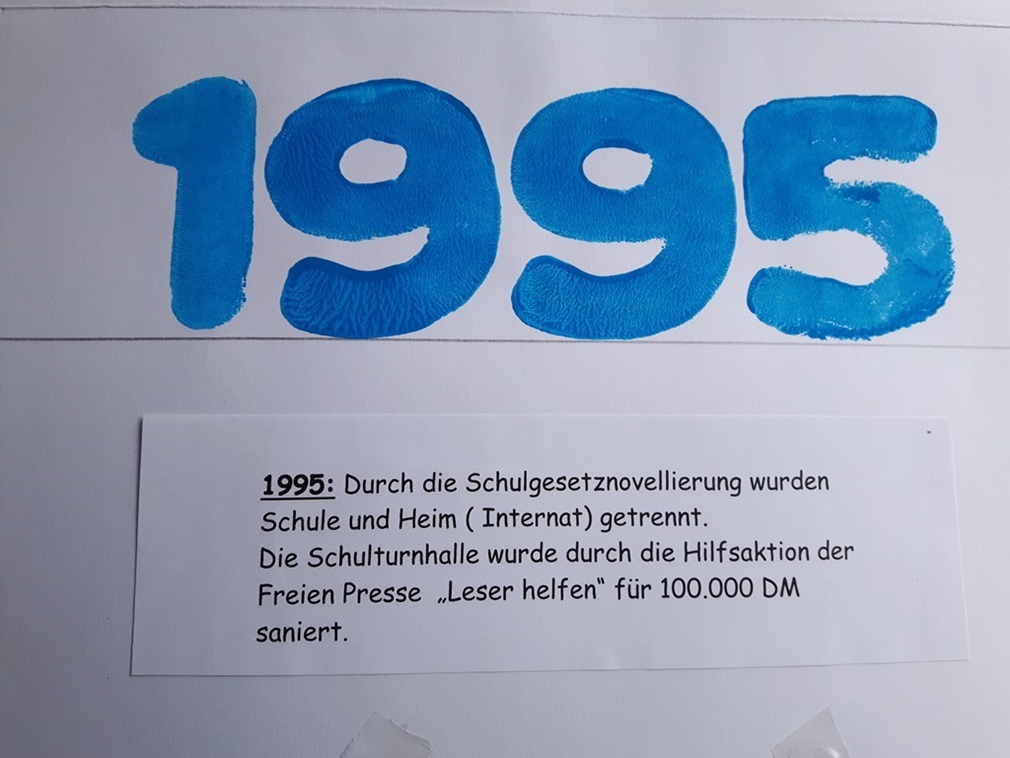 1995
1995: Durch die Schulgesetznovellierung wurden
Schule und Heim ( Internat) getrennt.
Die Schulturnhalle wurde durch die Hilfsaktion der
Freien Presse „Leser helfen“ für 100.000 DM
saniert.